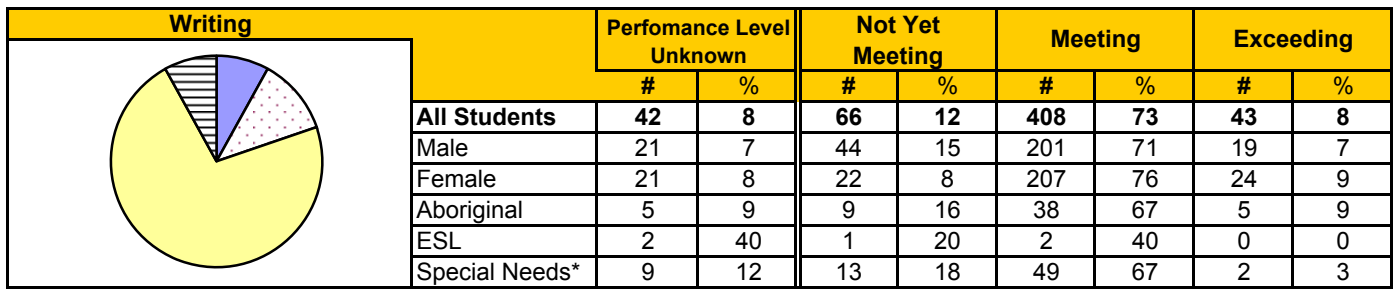 Writing Perfomance Level Unknown Not Yet Meeting Meeting Exceeding
# % # % # % # %
All Students 42 8 66 12 408 73 43 8
Male 21 7 44 15 201 71 19 7
Female 21 8 22 8 207 76 24 9
Aboriginal 5 9 9 16 38 67 5 9
ESL 2 40 1 20 2 40 0 0
Special Needs* 9 12 13 18 49 67 2 3